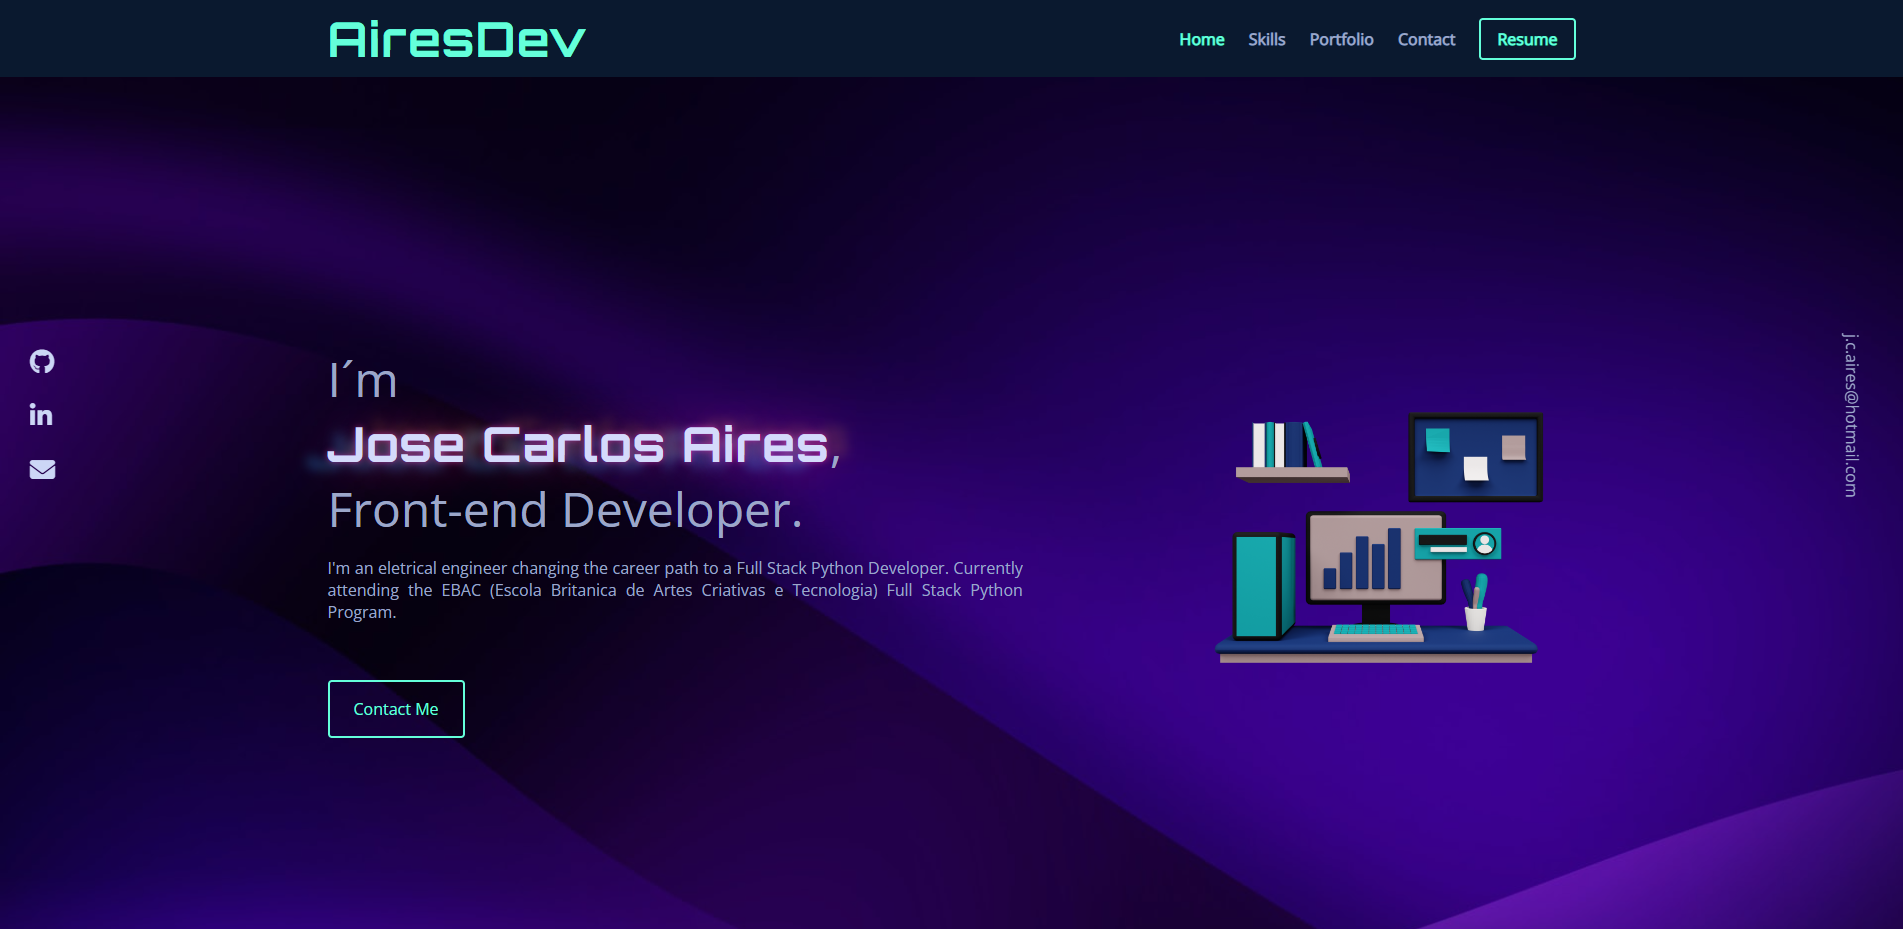 AiresDev
Home Skills Portfolio Contact Resume
I´m
Jose Carlos Aires,
Front-end Developer.
I'm an eletrical engineer changing the career path to a Full Stack Python Developer. Currently
attending the EBAC (Escola Britanica de Artes Criativas e Tecnologia) Full Stack Python
Program.
Contact Me
j.c.aires@hotmail.com